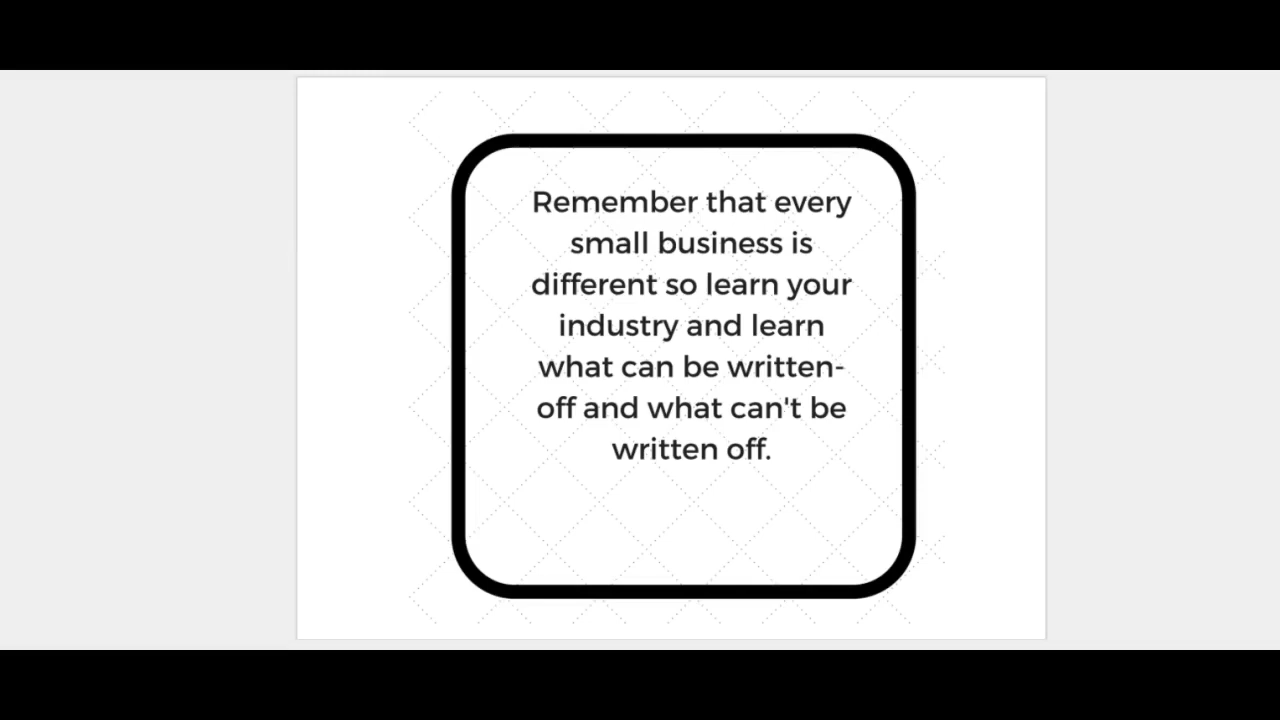 Remember that every
small business is
different so learn your
industry and learn
what can be written-
off and what can't be
written off.